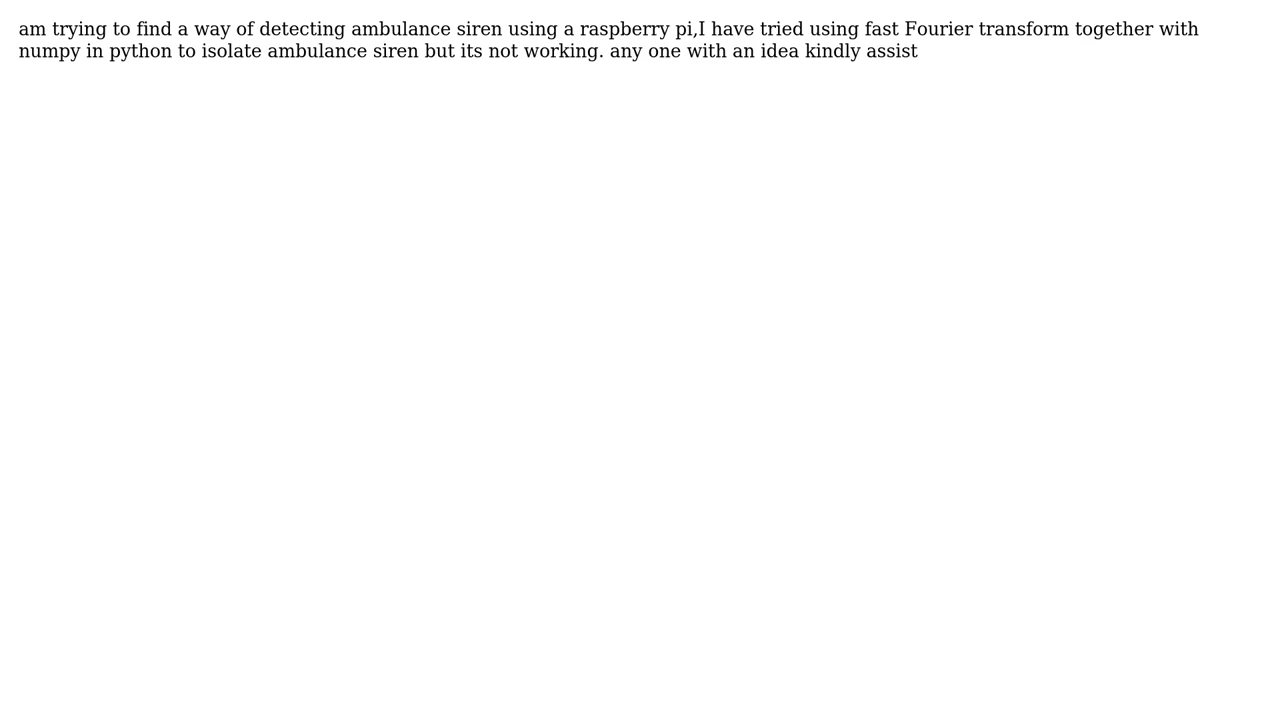 am trying to find a way of detecting ambulance siren using a raspberry pi,I have tried using fast Fourier transform together with
numpy in python to isolate ambulance siren but its not working. any one with an idea kindly assist